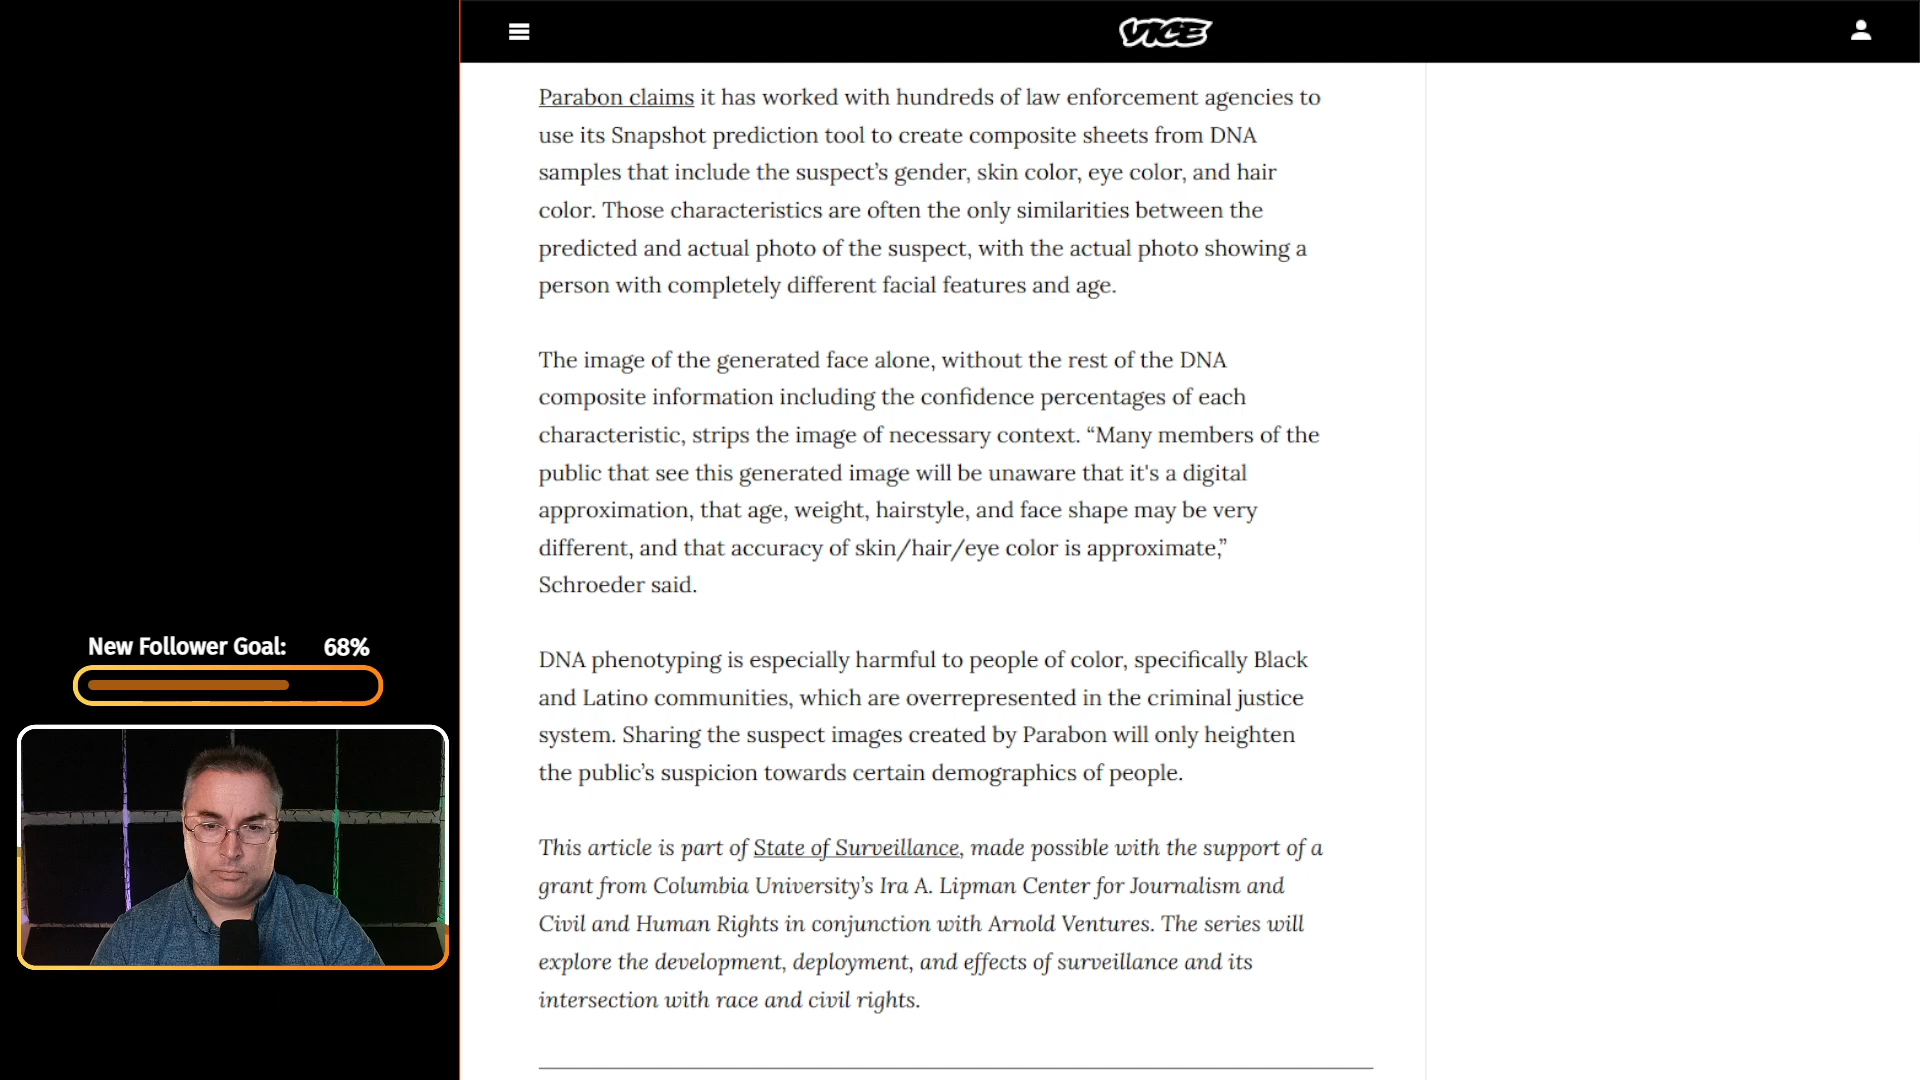 VICE
Parabon claims it has worked with hundreds of law enforcement agencies to
use its Snapshot prediction tool to create composite sheets from DNA
samples that include the suspect’s gender, skin color, eye color, and hair
color. Those characteristics are often the only similarities between the
predicted and actual photo of the suspect, with the actual photo showing a
person with completely different facial features and age.
The image of the generated face alone, without the rest of the DNA
composite information including the confidence percentages of each
characteristic, strips the image of necessary context. “Many members of the
public that see this generated image will be unaware that it's a digital
approximation, that age, weight, hairstyle, and face shape may be very
different, and that accuracy of skin/hair/eye color is approximate,”
Schroeder said.
DNA phenotyping is especially harmful to people of color, specifically Black
and Latino communities, which are overrepresented in the criminal justice
system. Sharing the suspect images created by Parabon will only heighten
the public’s suspicion towards certain demographics of people.
This article is part of State of Surveillance, made possible with the support of a
grant from Columbia University’s Ira A. Lipman Center for Journalism and
Civil and Human Rights in conjunction with Arnold Ventures. The series will
explore the development, deployment, and effects of surveillance and its
intersection with race and civil rights.
New Follower Goal: 68%